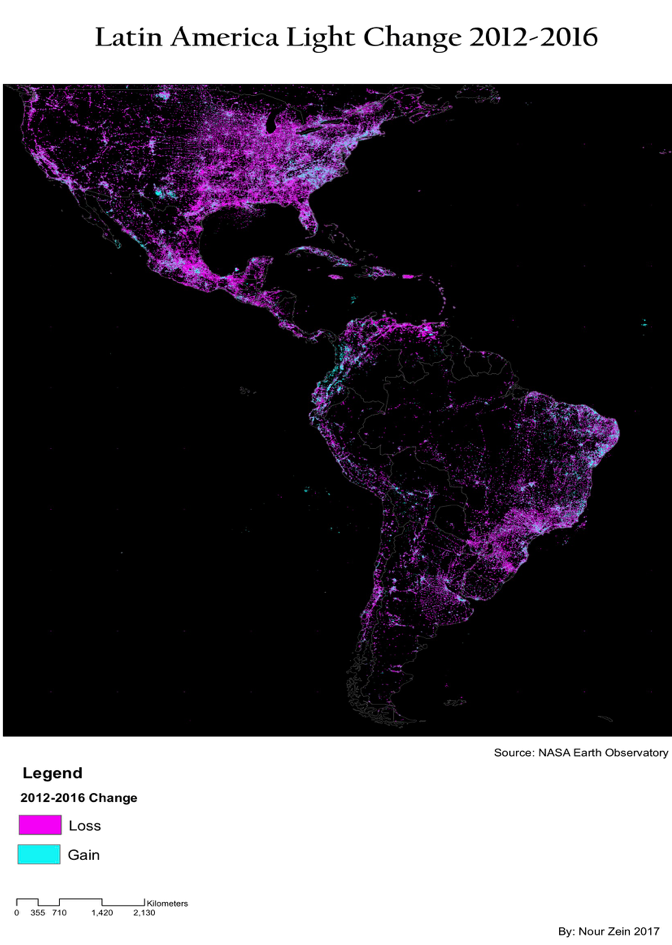 Latin America Light Change 2012-2016
Source: NASA Earth Observatory
Legend
2012-2016 Change
Loss
Gain
Kilometers
0 355 710 1,420 2,130
By: Nour Zein 2017